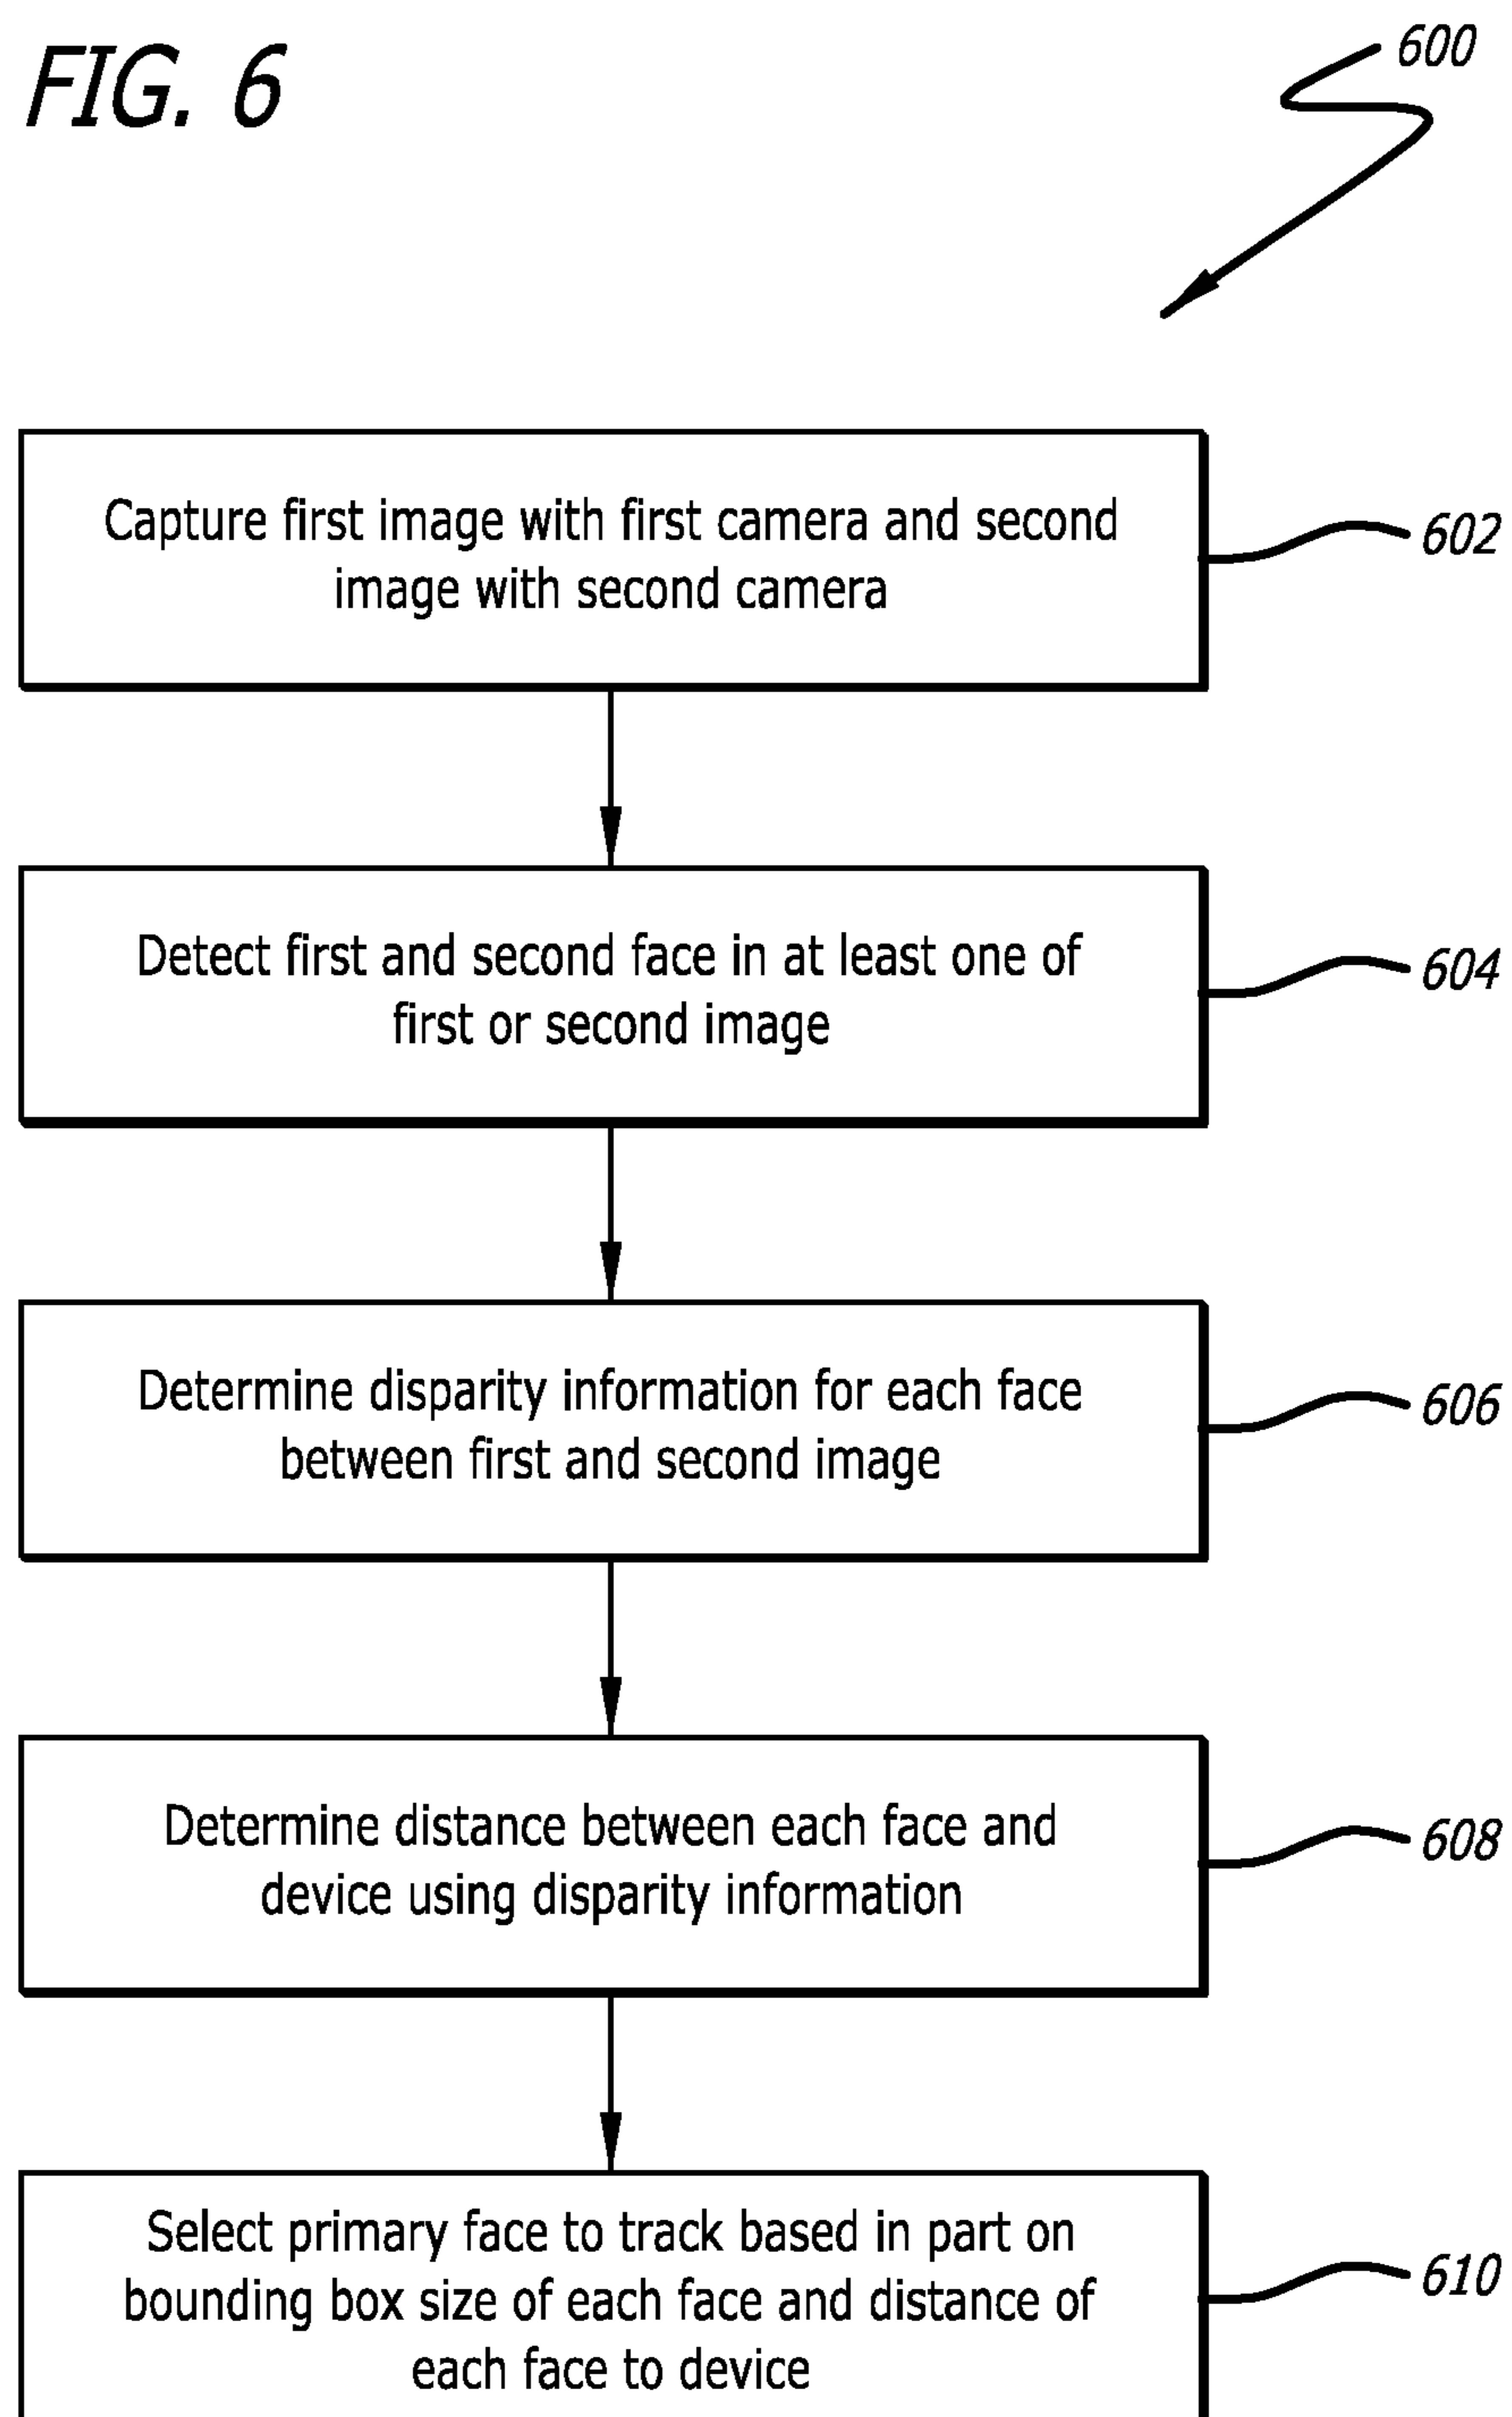 FIG. 6
600
Capture first image with first camera and second
image with second camera
602
Detect first and second face in at least one of
first or second image
604
Determine disparity information for each face
between first and second image
606
Determine distance between each face and
device using disparity information
608
Select primary face to track based in part on
bounding box size of each face and distance of
each face to device
610